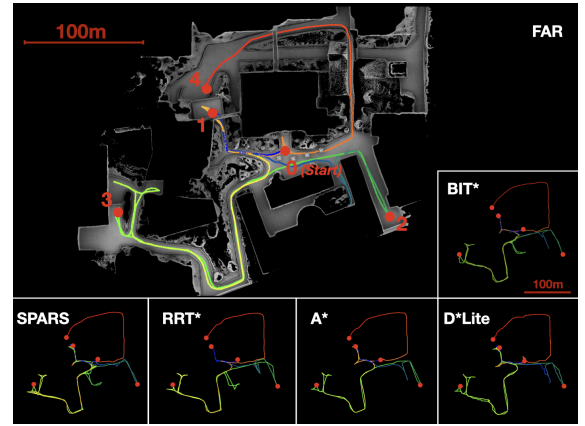 100m
FAR
4
1
0 (Start)
3
2
BIT*
100m
SPARS
RRT*
A*
D*Lite